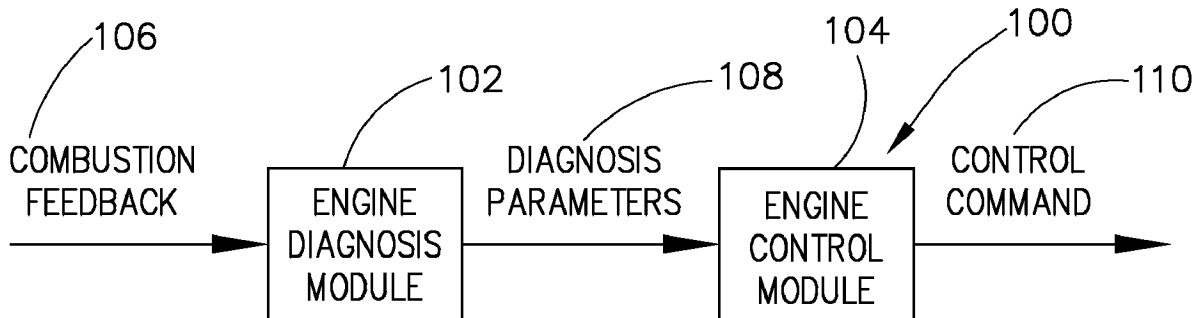 106
102
108
104
100
110
COMBUSTION
FEEDBACK
ENGINE
DIAGNOSIS
MODULE
DIAGNOSIS
PARAMETERS
ENGINE
CONTROL
MODULE
CONTROL
COMMAND